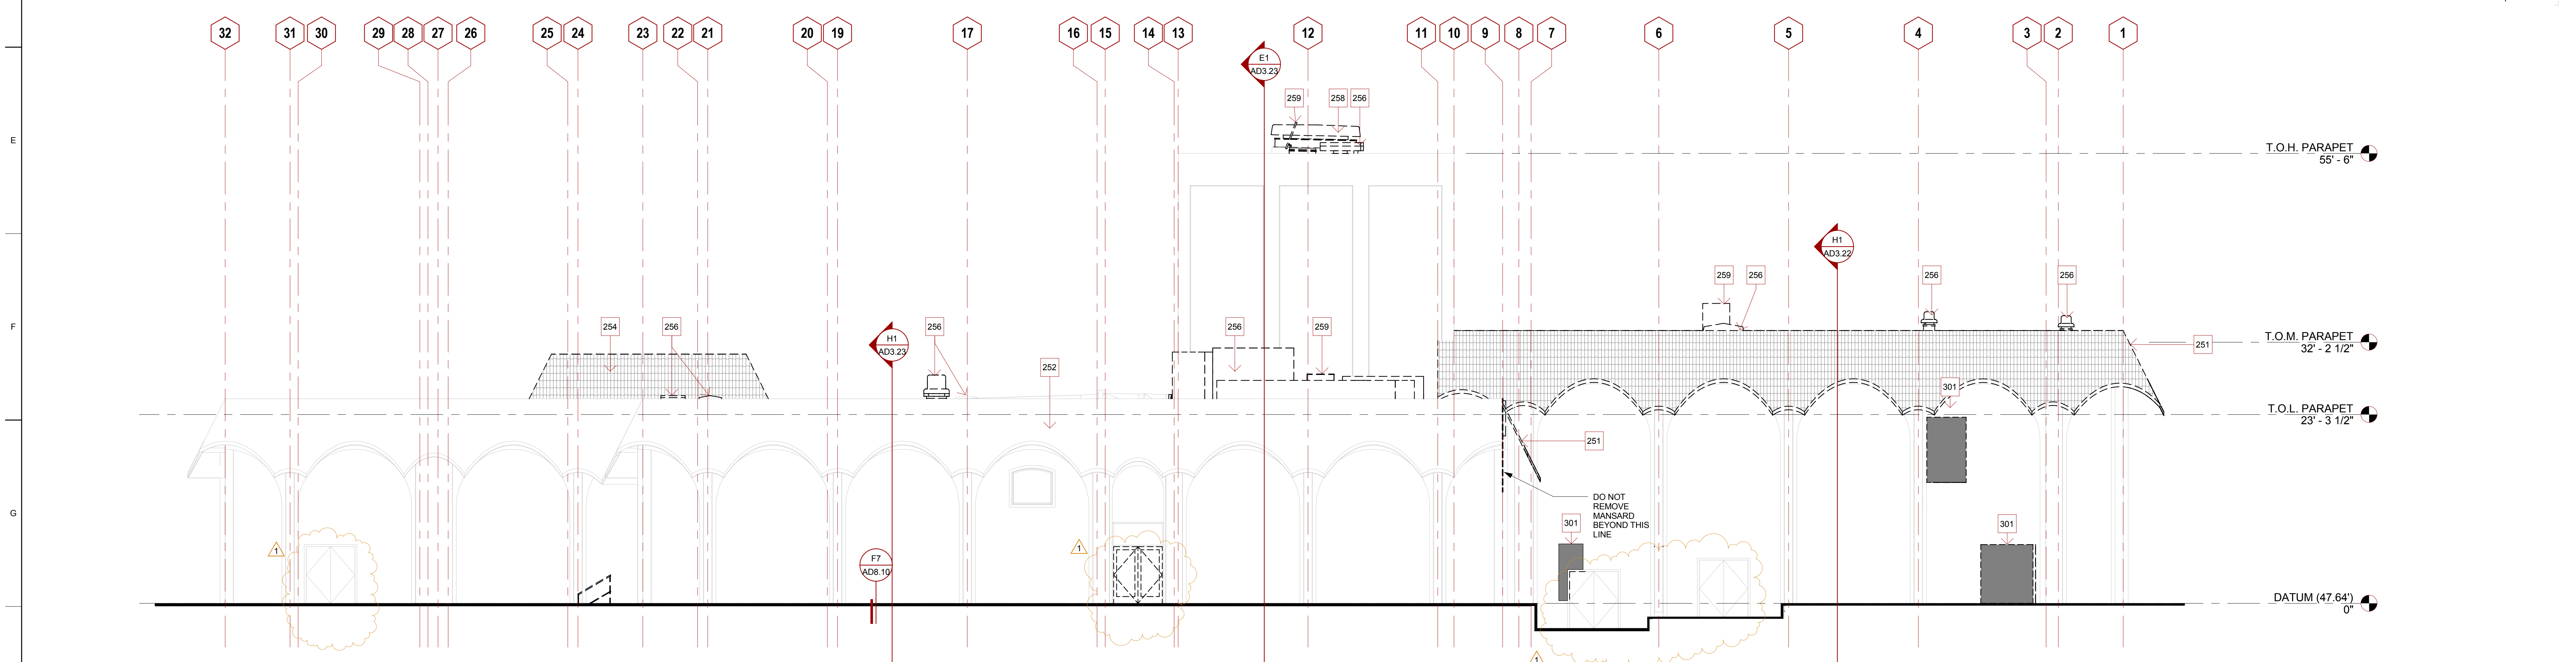 32 31 30 29 28 27 26 25 24 23 22 21 20 19 17 16 15 14 13 12 11 10 9 8 7 6 5 4 3 2 1
E1
AD3.23
259 258 256
E
T.O.H. PARAPET
55' - 6"
H1
AD3.22
259 256 256 256
F
254 256 256 256 259
H1
AD3.23
T.O.M. PARAPET
32' - 2 1/2"
251
252
301
T.O.L. PARAPET
23' - 3 1/2"
251
G
DO NOT
REMOVE
MANSARD
BEYOND THIS
LINE
301
301
1
1
F7
AD8.10
DATUM (47.64')
0"
1